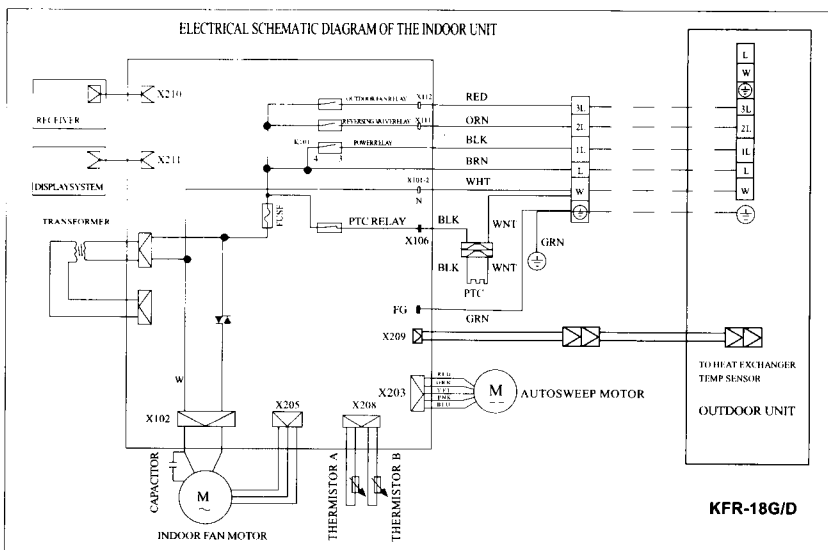 ELECTRICAL SCHEMATIC DIAGRAM OF THE INDOOR UNIT
X210
RECEIVER
X211
DISPLAY SYSTEM
TRANSFORMER
OUTDOOR FAN RELAY
X112
RED
3L
REVERSING
RELAY
X111
ORN
2L
K101
POWER RELAY
4
3
BLK
1L
BRN
L
X101-2
N
WHT
W
FUSE
PTC RELAY
X106
BLK
WNT
BLK
WNT
PTC
GRN
FG
GRN
X209
L
W
3L
2L
1L
L
W
TO HEAT EXCHANGER
TEMP SENSOR
OUTDOOR UNIT
W
X102
X205
X208
X203
RED
ORN
YEL
PNK
BLU
M
AUTOSWEEP MOTOR
CAPACITOR
M
~
INDOOR FAN MOTOR
THERMISTOR A
THERMISTOR B
KFR-18G/D